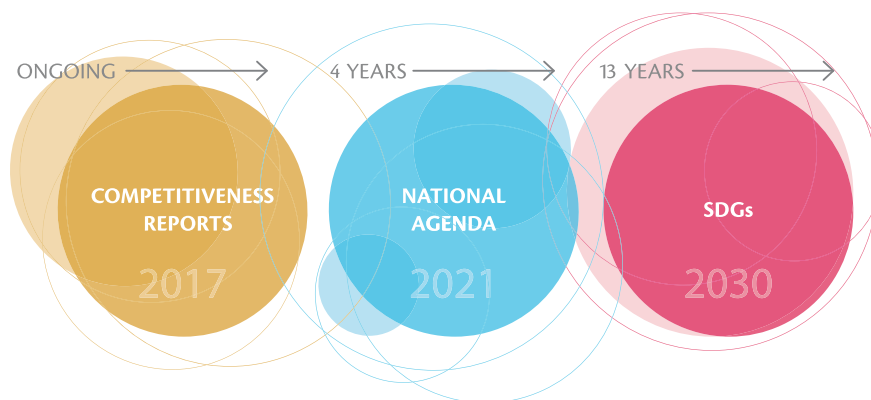 ONGOING
4 YEARS
13 YEARS
COMPETITIVENESS
REPORTS
2017
NATIONAL
AGENDA
2021
SDGs
2030